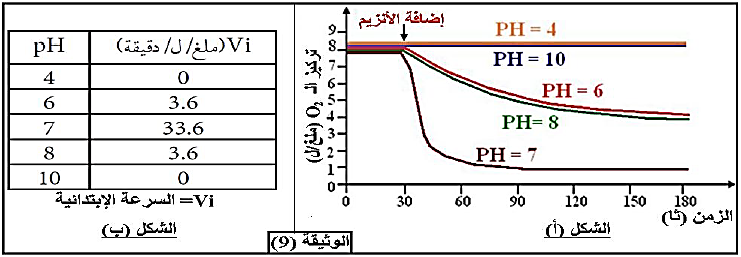 pH Vi(ملغ/ل/دقيقة)
4 0
6 3.6
7 33.6
8 3.6
10 0
Vi= السرعة الإبتدائية
الشكل (ب)
إضافة الأنزيم
تركيز الـ O2 (ملغ/ل)
9
8
7
6
5
4
3
2
1
0
PH = 4
PH = 10
PH = 6
PH= 8
PH = 7
0 30 60 90 120 150 180
الزمن (ثا)
الشكل (أ)
الوثيقة (9)